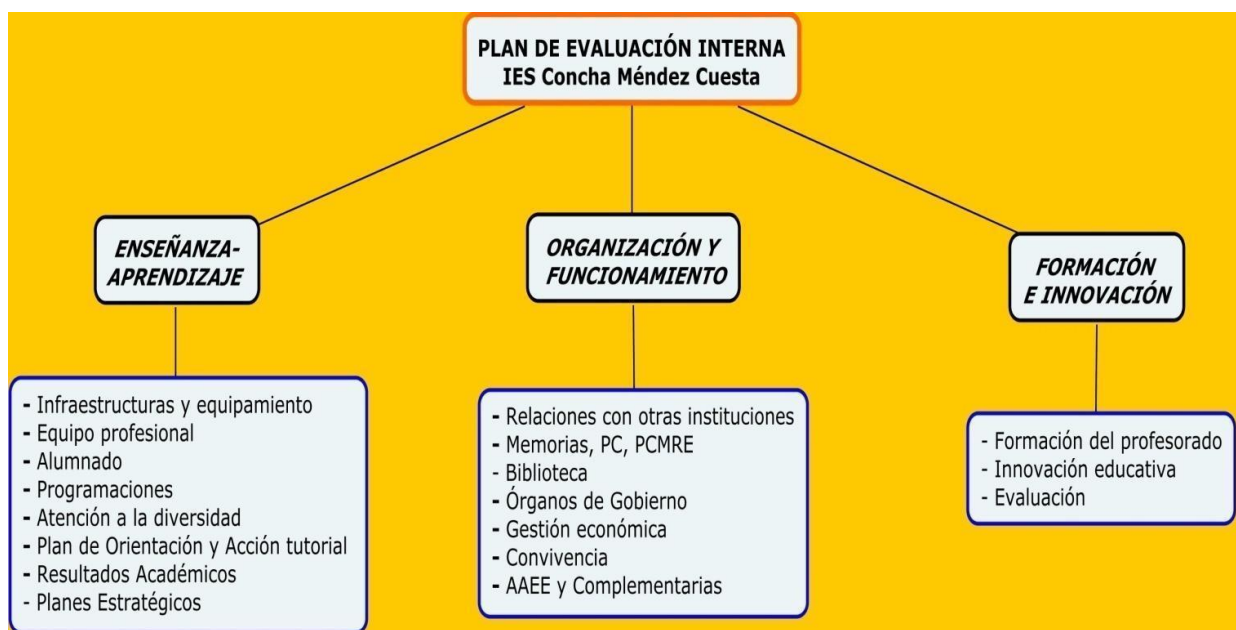 PLAN DE EVALUACIÓN INTERNA
IES Concha Méndez Cuesta
ENSEÑANZA-
APRENDIZAJE
- Infraestructuras y equipamiento
- Equipo profesional
- Alumnado
- Programaciones
- Atención a la diversidad
- Plan de Orientación y Acción tutorial
- Resultados Académicos
- Planes Estratégicos
ORGANIZACIÓN Y
FUNCIONAMIENTO
- Relaciones con otras instituciones
- Memorias, PC, PCMRE
- Biblioteca
- Órganos de Gobierno
- Gestión económica
- Convivencia
- AAEE y Complementarias
FORMACIÓN
E INNOVACIÓN
- Formación del profesorado
- Innovación educativa
- Evaluación